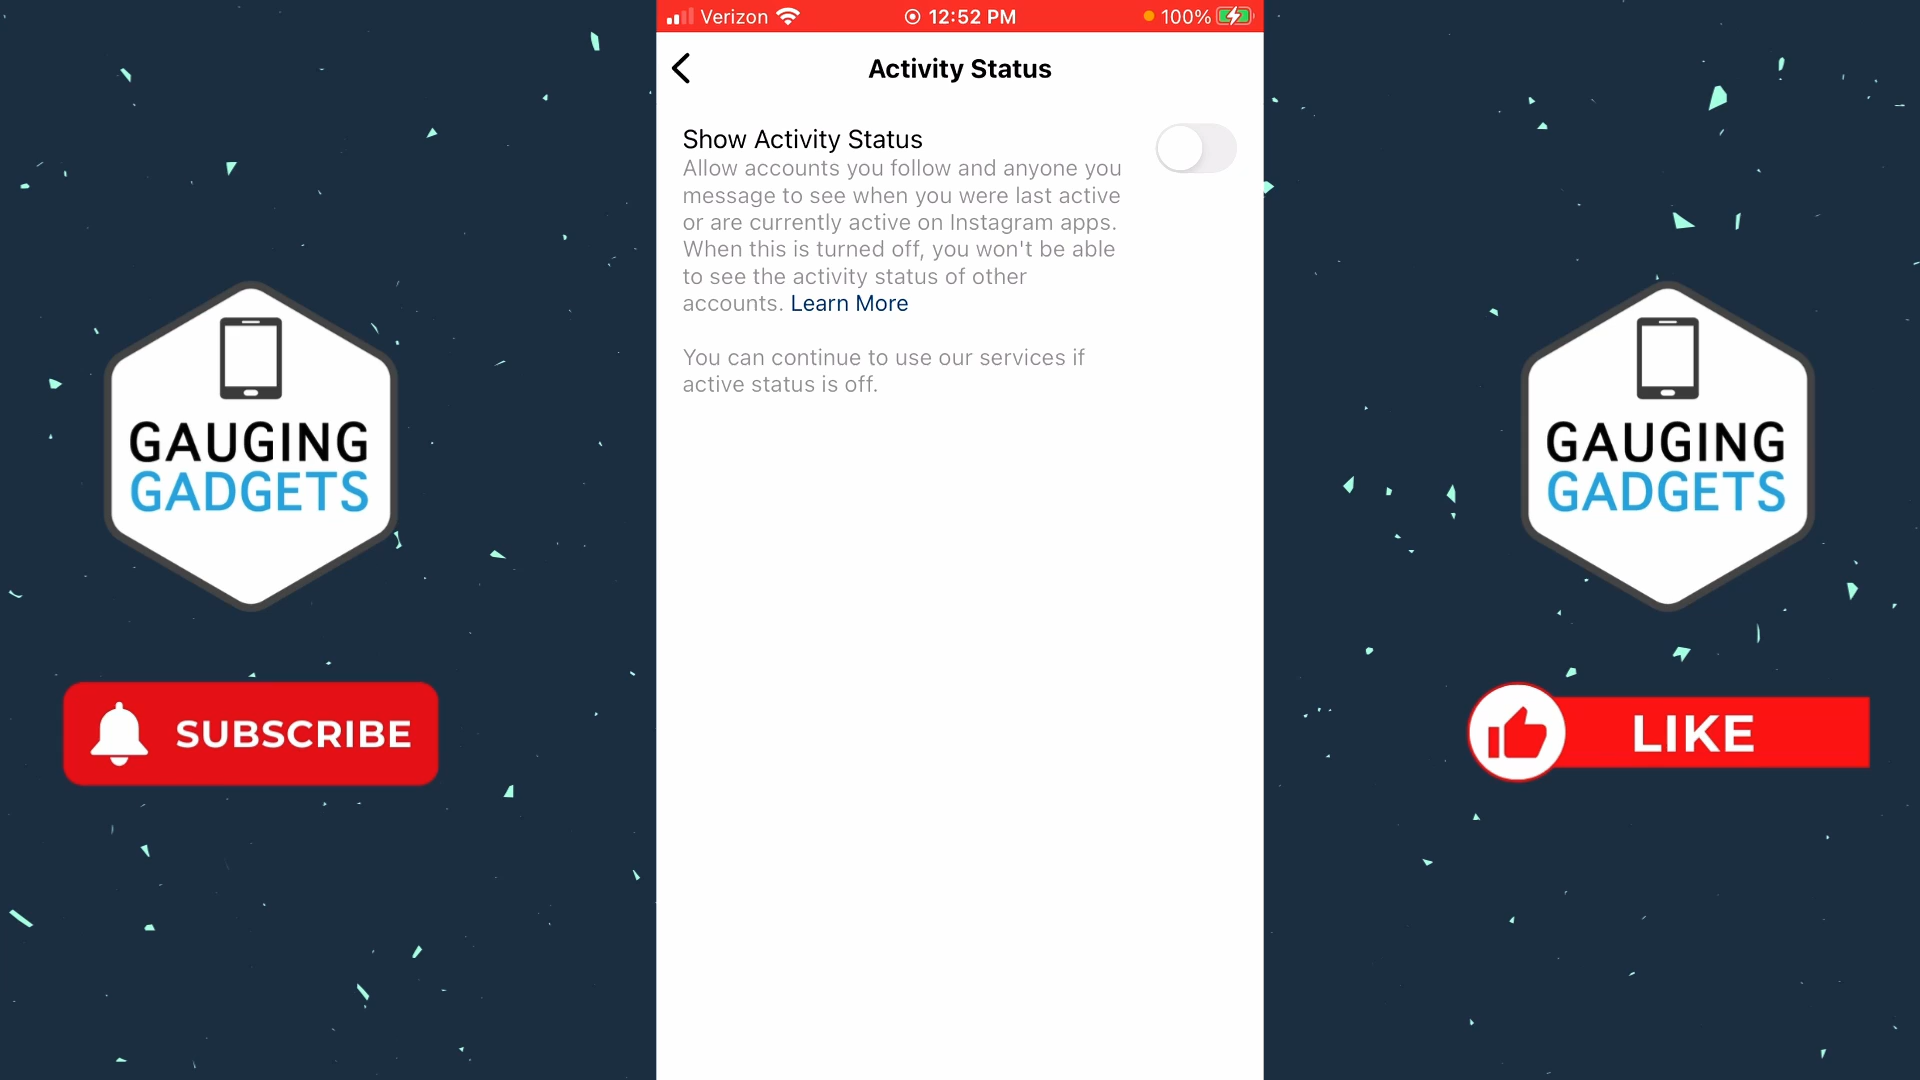 Verizon 12:52 PM 100%
Activity Status
Show Activity Status
Allow accounts you follow and anyone you
message to see when you were last active
or are currently active on Instagram apps.
When this is turned off, you won't be able
to see the activity status of other
accounts. Learn More
You can continue to use our services if
active status is off.
GAUGING
GADGETS
SUBSCRIBE
GAUGING
GADGETS
LIKE